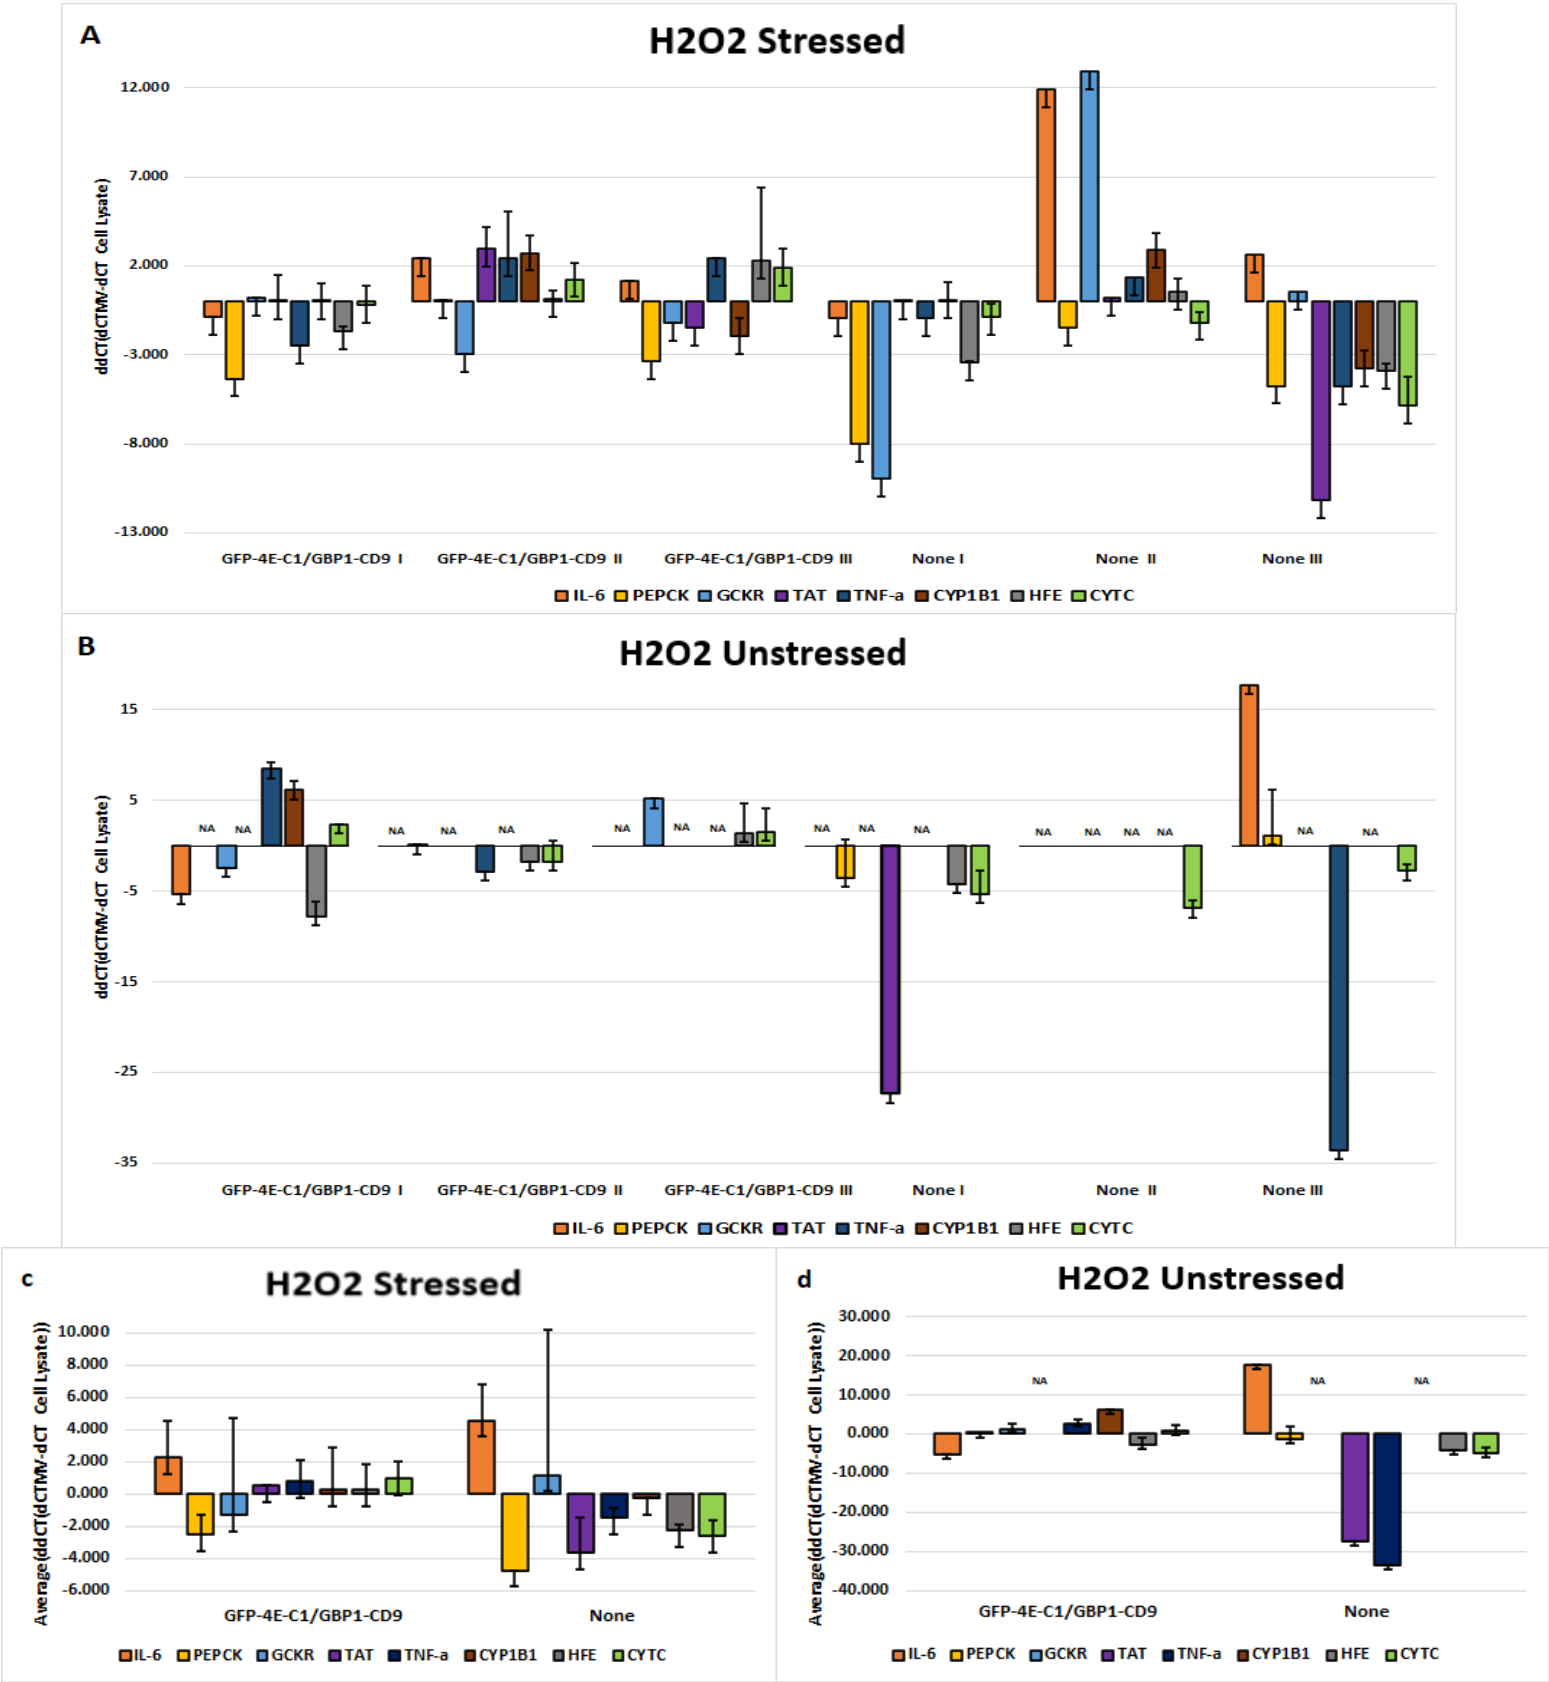 A
H2O2 Stressed
ddCT(dCTMV-dCT Cell Lysate)
12.000
7.000
2.000
-3.000
-8.000
-13.000
GFP-4E-C1/GBP1-CD9 I GFP-4E-C1/GBP1-CD9 II GFP-4E-C1/GBP1-CD9 III None I None II None III
IL-6 PEPCK GCKR TAT TNF-a CYP1B1 HFE CYTC
B
H2O2 Unstressed
ddCT(dCTMV-dCT Cell Lysate)
15
5
-5
-15
-25
-35
NA NA NA NA NA NA NA NA NA NA NA NA NA NA NA NA NA
GFP-4E-C1/GBP1-CD9 I GFP-4E-C1/GBP1-CD9 II GFP-4E-C1/GBP1-CD9 III None I None II None III
IL-6 PEPCK GCKR TAT TNF-a CYP1B1 HFE CYTC
c
H2O2 Stressed
Average(ddCT(dCTMV-dCT Cell Lysate))
10.000
8.000
6.000
4.000
2.000
0.000
-2.000
-4.000
-6.000
GFP-4E-C1/GBP1-CD9 None
IL-6 PEPCK GCKR TAT TNF-a CYP1B1 HFE CYTC
d
H2O2 Unstressed
Average(ddCT(dCTMV-dCT Cell Lysate))
30.000
20.000
10.000
0.000
-10.000
-20.000
-30.000
-40.000
NA NA NA
GFP-4E-C1/GBP1-CD9 None
IL-6 PEPCK GCKR TAT TNF-a CYP1B1 HFE CYTC